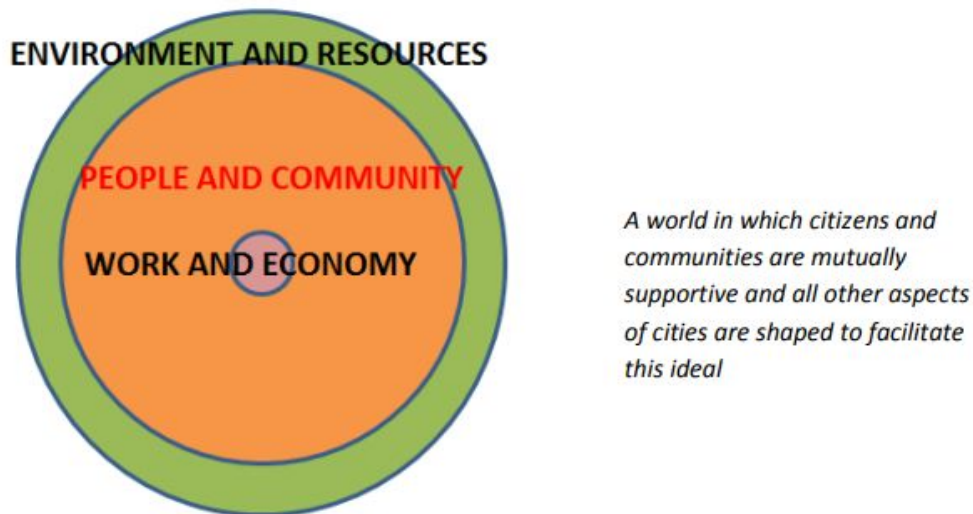 ENVIRONMENT AND RESOURCES
PEOPLE AND COMMUNITY
WORK AND ECONOMY
A world in which citizens and
communities are mutually
supportive and all other aspects
of cities are shaped to facilitate
this ideal